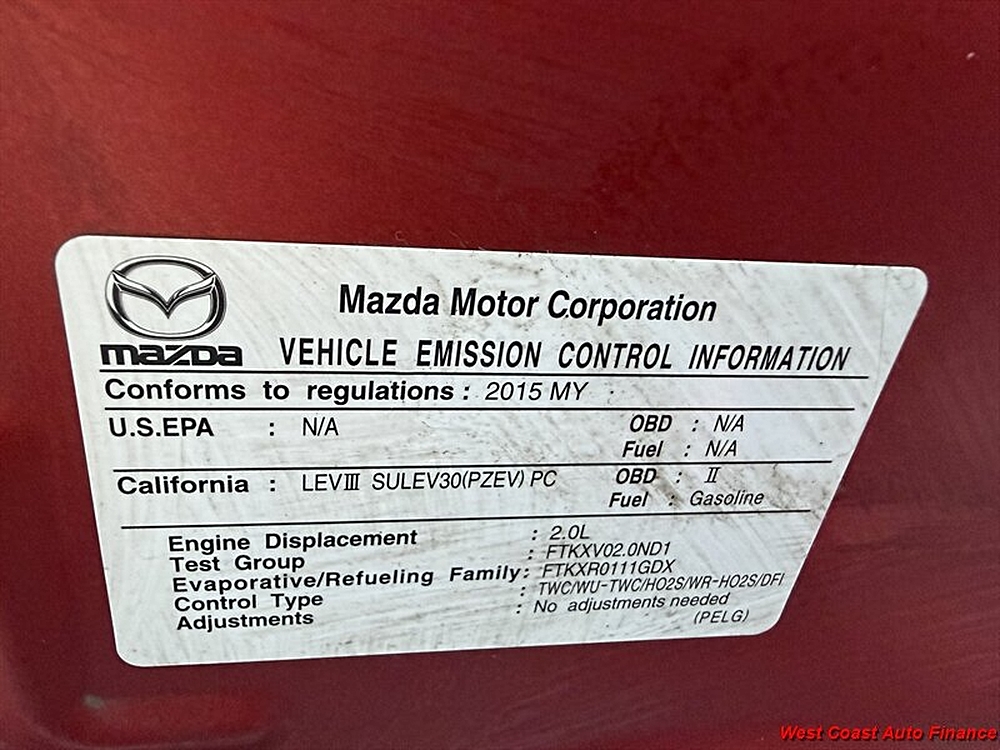 mazda
Mazda Motor Corporation
VEHICLE EMISSION CONTROL INFORMATION
Conforms to regulations : 2015 MY
U.S.EPA : N/A OBD : N/A
Fuel : N/A
California : LEVIII SULEV30(PZEV) PC OBD : II
Fuel : Gasoline
Engine Displacement : 2.0L
Test Group : FTKXV02.0ND1
Evaporative/Refueling Family : FTKXR0111GDX
Control Type : TWC/WU-TWC/HO2S/WR-HO2S/DFI
Adjustments : No adjustments needed
(PELG)
West Coast Auto Finance